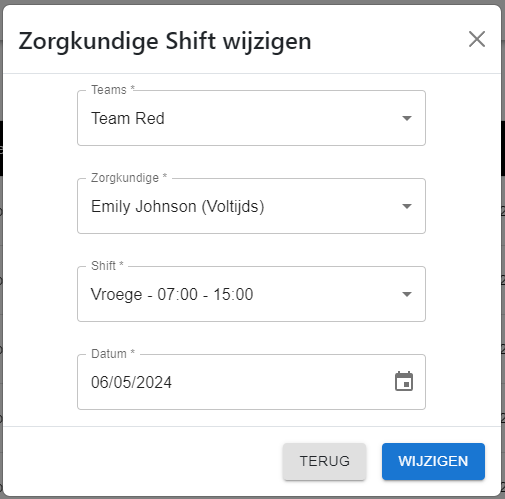 Zorgkundige Shift wijzigen
Teams *
Team Red
Zorgkundige *
Emily Johnson (Voltijds)
Shift *
Vroege - 07:00 - 15:00
Datum *
06/05/2024
TERUG
WIJZIGEN